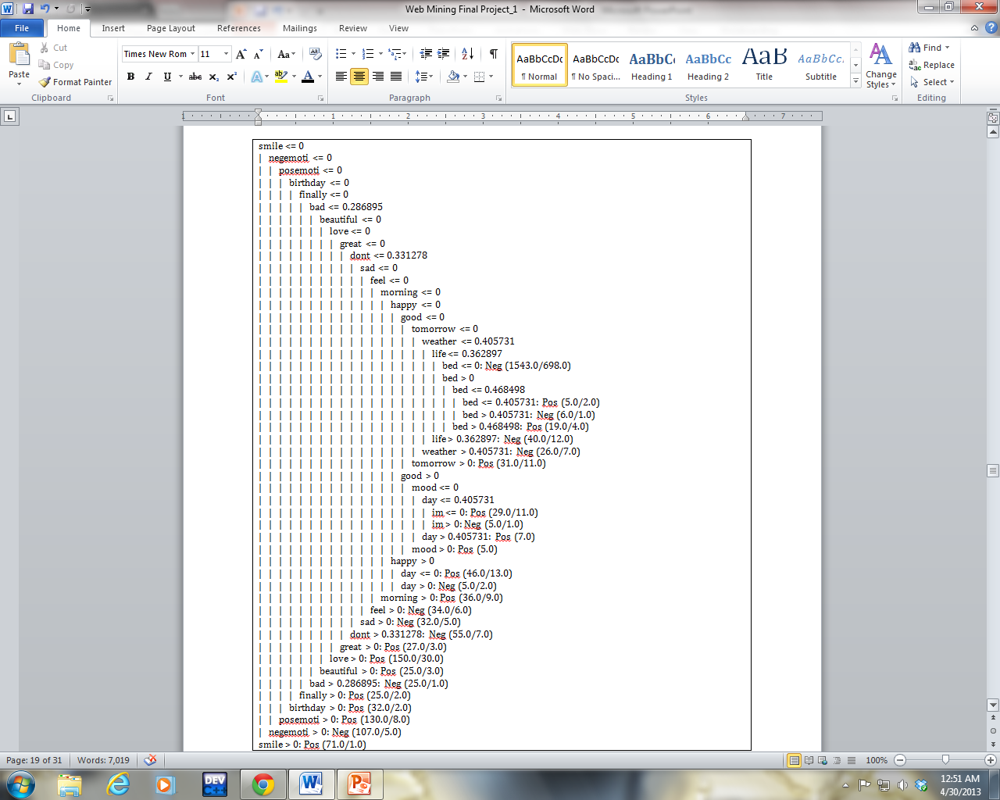 Web Mining Final Project_1 - Microsoft Word
File Home Insert Page Layout References Mailings Review View
Paste
Cut
Copy
Format Painter
Clipboard
Times New Rom 11
Font
Paragraph
AaBbCcDc AaBbCcDc AaBbCc AaBbCc AaB AaBbCc.
¶ Normal ¶ No Spaci... Heading 1 Heading 2 Title Subtitle
Change Styles
Styles
Find
Replace
Select
Editing
1 1 2 3 4 5 6 7
smile <= 0
| negemoti <= 0
| | posemoti <= 0
| | | birthday <= 0
| | | | finally <= 0
| | | | | bad <= 0.286895
| | | | | | beautiful <= 0
| | | | | | | love <= 0
| | | | | | | | great <= 0
| | | | | | | | | dont <= 0.331278
| | | | | | | | | | sad <= 0
| | | | | | | | | | | feel <= 0
| | | | | | | | | | | | morning <= 0
| | | | | | | | | | | | | happy <= 0
| | | | | | | | | | | | | | good <= 0
| | | | | | | | | | | | | | | tomorrow <= 0
| | | | | | | | | | | | | | | | weather <= 0.405731
| | | | | | | | | | | | | | | | | life <= 0.362897
| | | | | | | | | | | | | | | | | | bed <= 0: Neg (1543.0/698.0)
| | | | | | | | | | | | | | | | | | bed > 0
| | | | | | | | | | | | | | | | | | | bed <= 0.468498
| | | | | | | | | | | | | | | | | | | | bed <= 0.405731: Pos (5.0/2.0)
| | | | | | | | | | | | | | | | | | | | bed > 0.405731: Neg (6.0/1.0)
| | | | | | | | | | | | | | | | | | | bed > 0.468498: Pos (19.0/4.0)
| | | | | | | | | | | | | | | | | life > 0.362897: Neg (40.0/12.0)
| | | | | | | | | | | | | | | | weather > 0.405731: Neg (26.0/7.0)
| | | | | | | | | | | | | | | tomorrow > 0: Pos (31.0/11.0)
| | | | | | | | | | | | | | good > 0
| | | | | | | | | | | | | | | mood <= 0
| | | | | | | | | | | | | | | | day <= 0.405731
| | | | | | | | | | | | | | | | | im <= 0: Pos (29.0/11.0)
| | | | | | | | | | | | | | | | | im > 0: Neg (5.0/1.0)
| | | | | | | | | | | | | | | | day > 0.405731: Pos (7.0)
| | | | | | | | | | | | | | | mood > 0: Pos (5.0)
| | | | | | | | | | | | | happy > 0
| | | | | | | | | | | | | | day <= 0: Pos (46.0/13.0)
| | | | | | | | | | | | | | day > 0: Neg (5.0/2.0)
| | | | | | | | | | | | morning > 0: Pos (36.0/9.0)
| | | | | | | | | | | feel > 0: Neg (34.0/6.0)
| | | | | | | | | | sad > 0: Neg (32.0/5.0)
| | | | | | | | | dont > 0.331278: Neg (55.0/7.0)
| | | | | | | | great > 0: Pos (27.0/3.0)
| | | | | | | love > 0: Pos (150.0/30.0)
| | | | | | beautiful > 0: Pos (25.0/3.0)
| | | | | bad > 0.286895: Neg (25.0/1.0)
| | | | finally > 0: Pos (25.0/2.0)
| | | birthday > 0: Pos (32.0/2.0)
| | posemoti > 0: Pos (130.0/8.0)
| negemoti > 0: Neg (107.0/5.0)
smile > 0: Pos (71.0/1.0)
Page: 19 of 31 Words: 7,019 100%
12:51 AM
4/30/2013